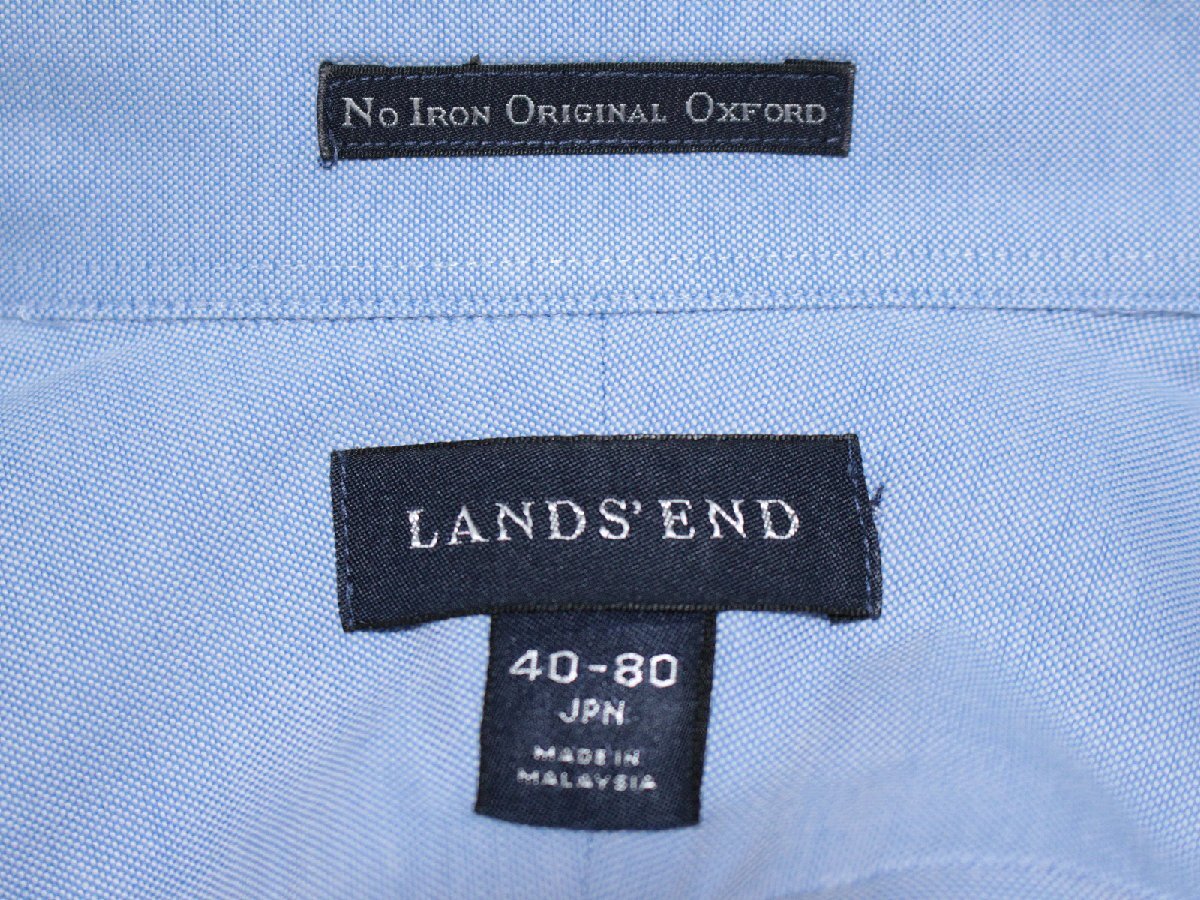 No Iron Original Oxford
LANDS' END
40-80
JPN
MADE IN
MALAYSIA